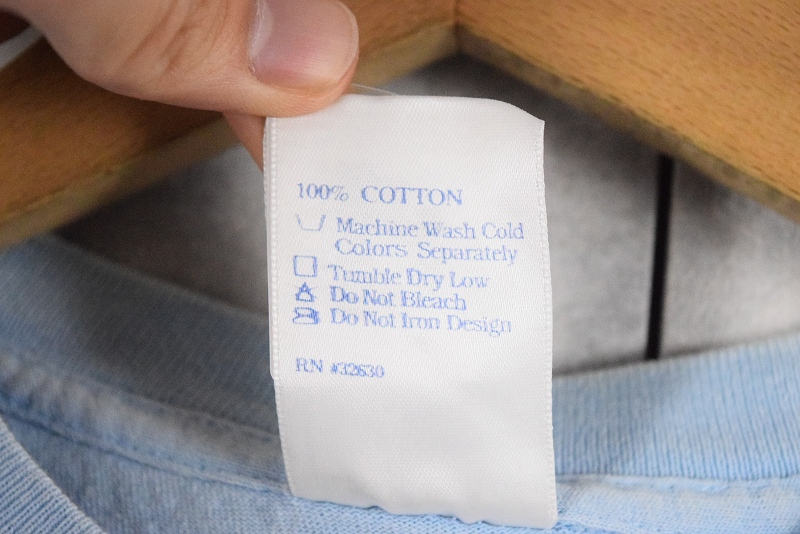 100% COTTON
Machine Wash Cold
Colors Separately
Tumble Dry Low
Do Not Bleach
Do Not Iron Design
RN #32630